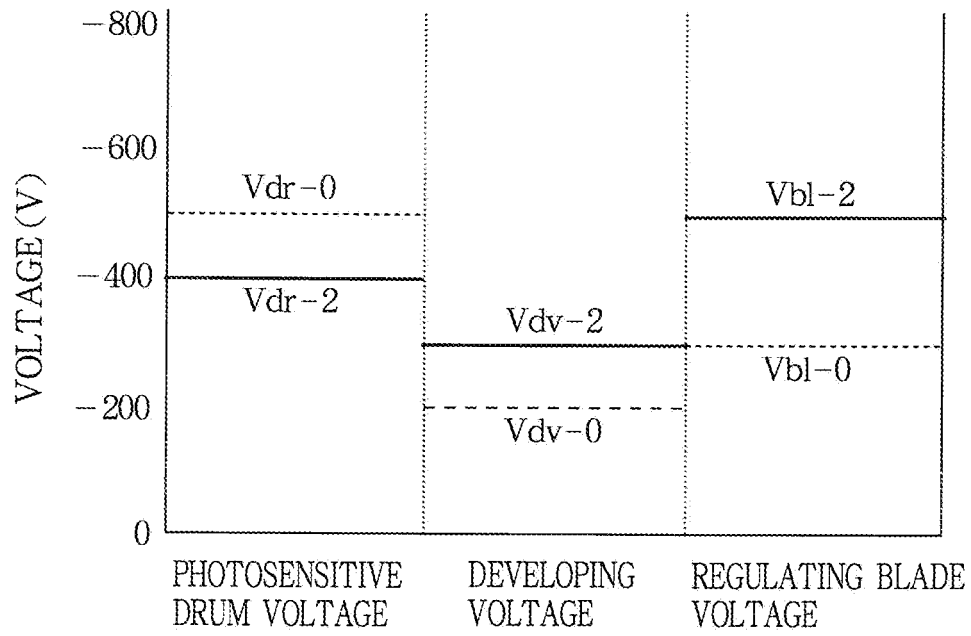 VOLTAGE(V)
-800
-600
-400
-200
0
Vdr-0
Vdr-2
Vdv-2
Vdv-0
Vbl-2
Vbl-0
PHOTOSENSITIVE
DRUM VOLTAGE
DEVELOPING
VOLTAGE
REGULATING BLADE
VOLTAGE